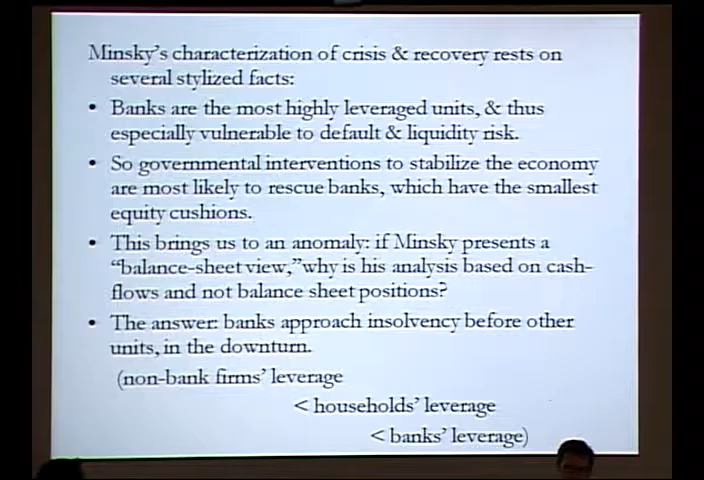 Minsky's characterization of crisis & recovery rests on
several stylized facts:
• Banks are the most highly leveraged units, & thus
especially vulnerable to default & liquidity risk.
• So governmental interventions to stabilize the economy
are most likely to rescue banks, which have the smallest
equity cushions.
• This brings us to an anomaly: if Minsky presents a
“balance-sheet view,” why is his analysis based on cash-
flows and not balance sheet positions?
• The answer: banks approach insolvency before other
units, in the downturn.
(non-bank firms' leverage
< households' leverage
< banks' leverage)